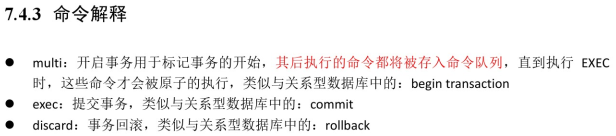 7.4.3 命令解释
● multi：开启事务用于标记事务的开始，其后执行的命令都将被存入命令队列，直到执行 EXEC
时，这些命令才会被原子的执行，类似与关系型数据库中的：begin transaction
● exec：提交事务，类似与关系型数据库中的：commit
● discard：事务回滚，类似与关系型数据库中的：rollback